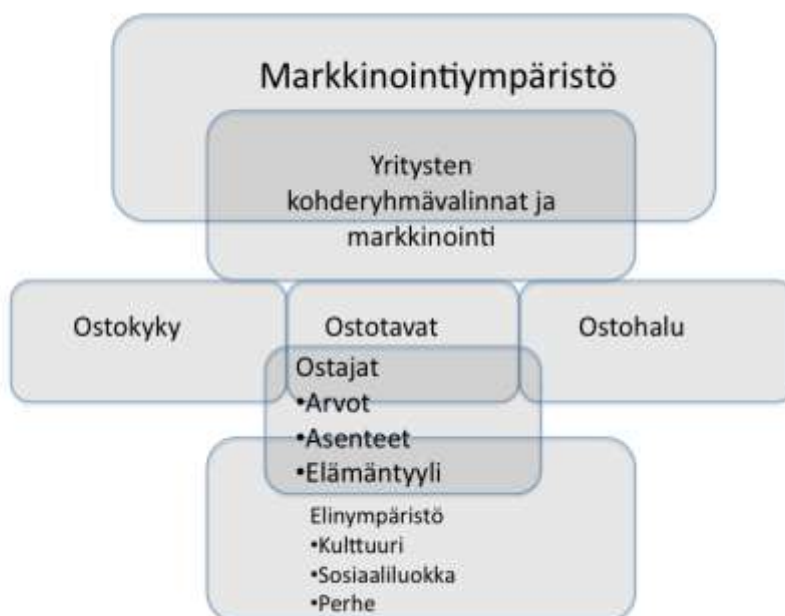 Markkinointiympäristö
Yritysten
kohderyhmävalinnat ja
markkinointi
Ostokyky
Ostotavat
Ostohalu
Ostajat
•Arvot
•Asenteet
•Elämäntyyli
Elinympäristö
•Kulttuuri
•Sosiaaliluokka
•Perhe